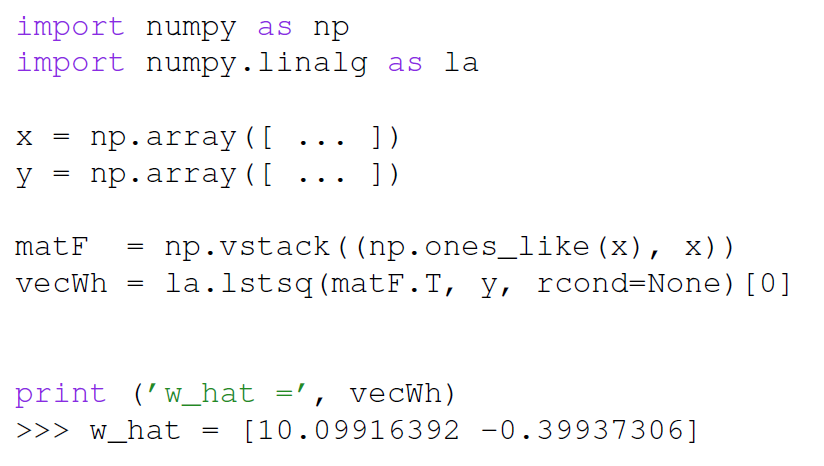 import numpy as np
import numpy.linalg as la
x = np.array([ ... ])
y = np.array([ ... ])
matF  = np.vstack((np.ones_like(x), x))
vecWh = la.lstsq(matF.T, y, rcond=None)[0]
print (’w_hat =’, vecWh)
>>> w_hat = [10.09916392 −0.39937306]